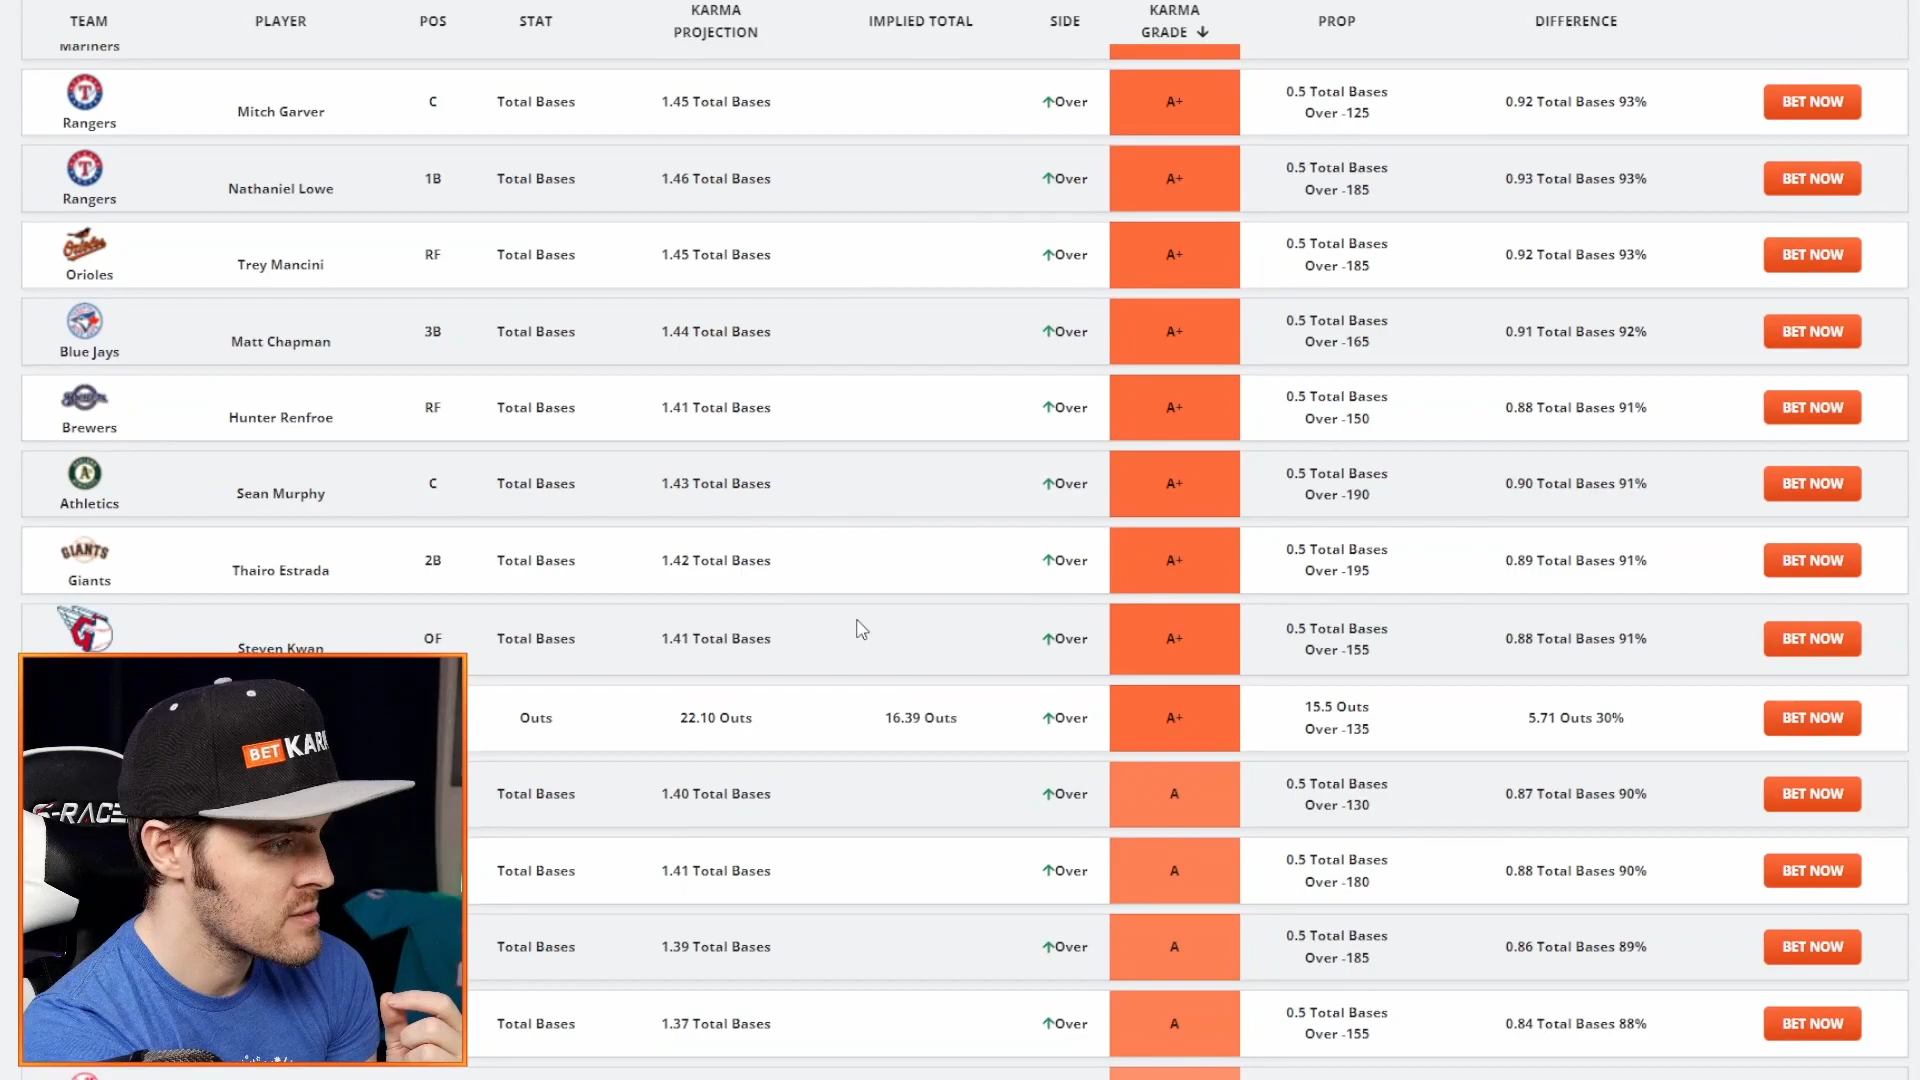 TEAM PLAYER POS STAT KARMA PROJECTION IMPLIED TOTAL SIDE KARMA GRADE ↓ PROP DIFFERENCE
Mariners
Rangers Mitch Garver C Total Bases 1.45 Total Bases ↑Over A+ 0.5 Total Bases Over -125 0.92 Total Bases 93% BET NOW
Rangers Nathaniel Lowe 1B Total Bases 1.46 Total Bases ↑Over A+ 0.5 Total Bases Over -185 0.93 Total Bases 93% BET NOW
Orioles Trey Mancini RF Total Bases 1.45 Total Bases ↑Over A+ 0.5 Total Bases Over -185 0.92 Total Bases 93% BET NOW
Blue Jays Matt Chapman 3B Total Bases 1.44 Total Bases ↑Over A+ 0.5 Total Bases Over -165 0.91 Total Bases 92% BET NOW
Brewers Hunter Renfroe RF Total Bases 1.41 Total Bases ↑Over A+ 0.5 Total Bases Over -150 0.88 Total Bases 91% BET NOW
Athletics Sean Murphy C Total Bases 1.43 Total Bases ↑Over A+ 0.5 Total Bases Over -190 0.90 Total Bases 91% BET NOW
GIANTS Giants Thairo Estrada 2B Total Bases 1.42 Total Bases ↑Over A+ 0.5 Total Bases Over -195 0.89 Total Bases 91% BET NOW
Steven Kwan OF Total Bases 1.41 Total Bases ↑Over A+ 0.5 Total Bases Over -155 0.88 Total Bases 91% BET NOW
Outs 22.10 Outs 16.39 Outs ↑Over A+ 15.5 Outs Over -135 5.71 Outs 30% BET NOW
Total Bases 1.40 Total Bases ↑Over A 0.5 Total Bases Over -130 0.87 Total Bases 90% BET NOW
Total Bases 1.41 Total Bases ↑Over A 0.5 Total Bases Over -180 0.88 Total Bases 90% BET NOW
Total Bases 1.39 Total Bases ↑Over A 0.5 Total Bases Over -185 0.86 Total Bases 89% BET NOW
Total Bases 1.37 Total Bases ↑Over A 0.5 Total Bases Over -155 0.84 Total Bases 88% BET NOW
BET KAR
-RACE